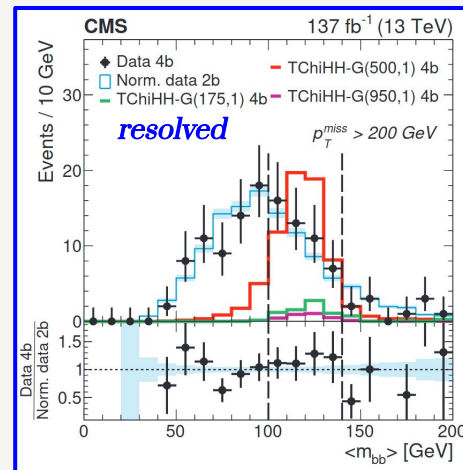 CMS 137 fb⁻¹ (13 TeV)
Events / 10 GeV
30
20
10
0
Data 4b
Norm. data 2b
TChiHH-G(175,1) 4b
TChiHH-G(500,1) 4b
TChiHH-G(950,1) 4b
resolved
p_T^miss > 200 GeV
Data 4b
Norm. data 2b
1.5
1
0.5
0 50 100 150 200
<m_bb> [GeV]